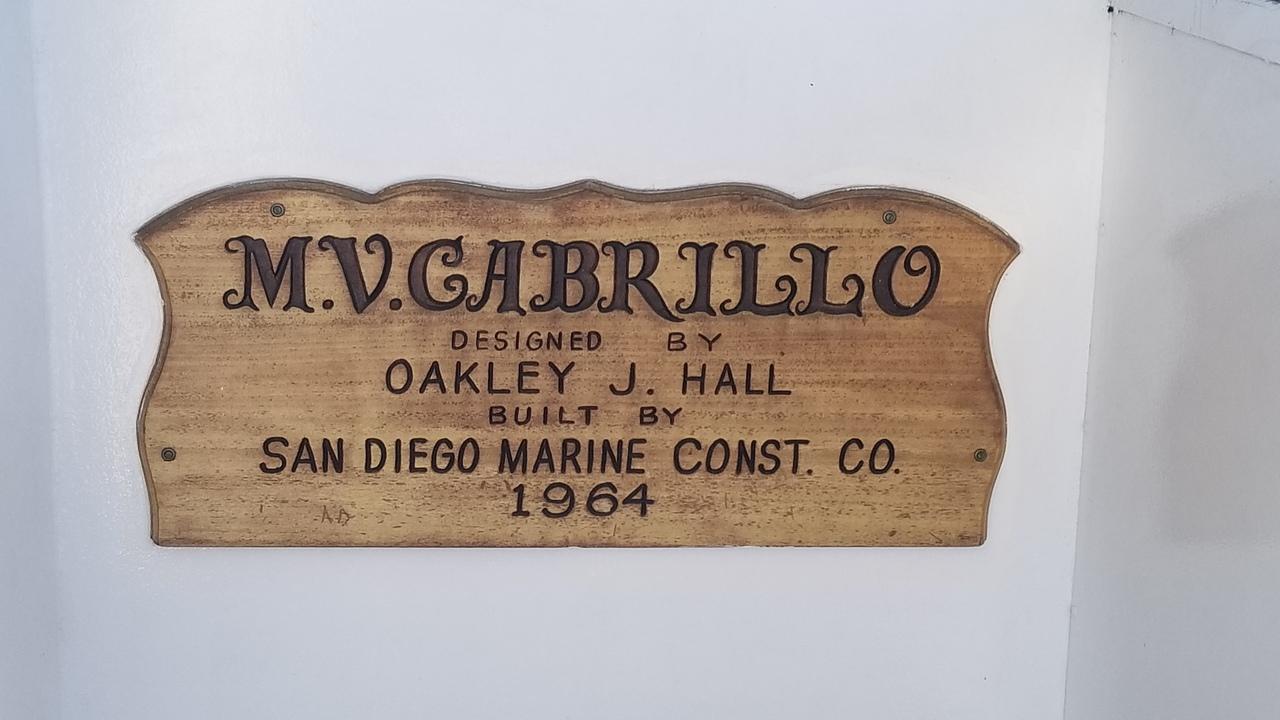 M.V. CABRILLO
DESIGNED BY
OAKLEY J. HALL
BUILT BY
SAN DIEGO MARINE CONST. CO.
1964